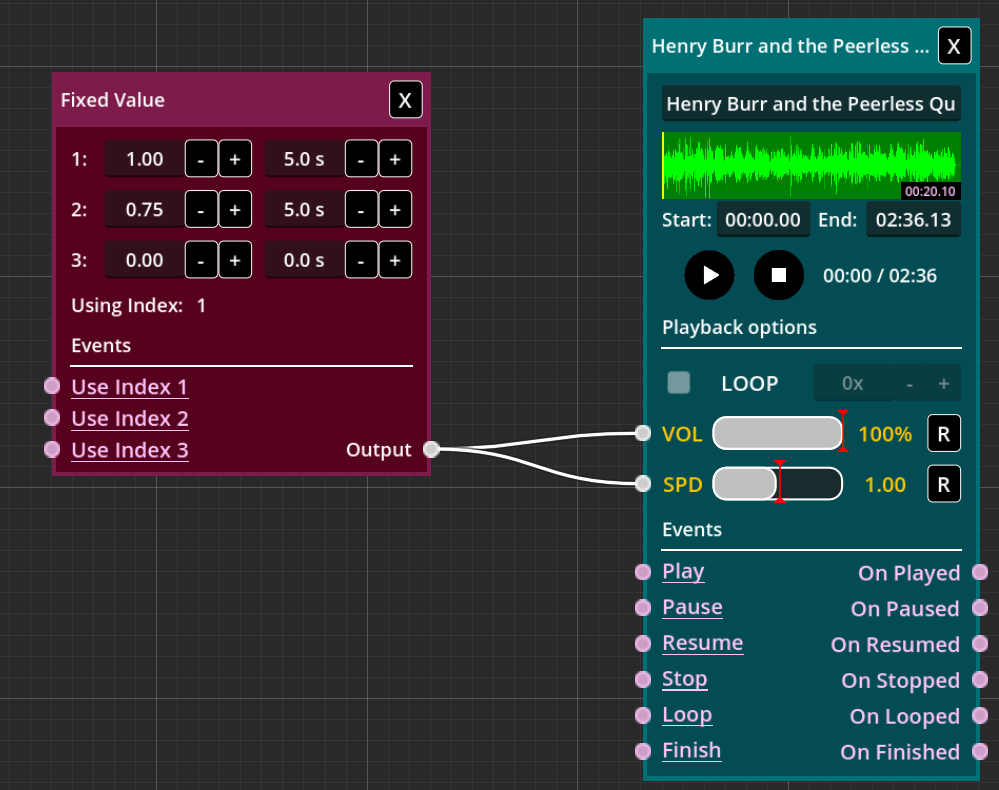 Fixed Value X
1: 1.00 - + 5.0 s - +
2: 0.75 - + 5.0 s - +
3: 0.00 - + 0.0 s - +
Using Index: 1
Events
Use Index 1
Use Index 2
Use Index 3 Output
Henry Burr and the Peerless ... X
Henry Burr and the Peerless Qu
00:20.10
Start: 00:00.00 End: 02:36.13
00:00 / 02:36
Playback options
LOOP 0x - +
VOL 100% R
SPD 1.00 R
Events
Play On Played
Pause On Paused
Resume On Resumed
Stop On Stopped
Loop On Looped
Finish On Finished